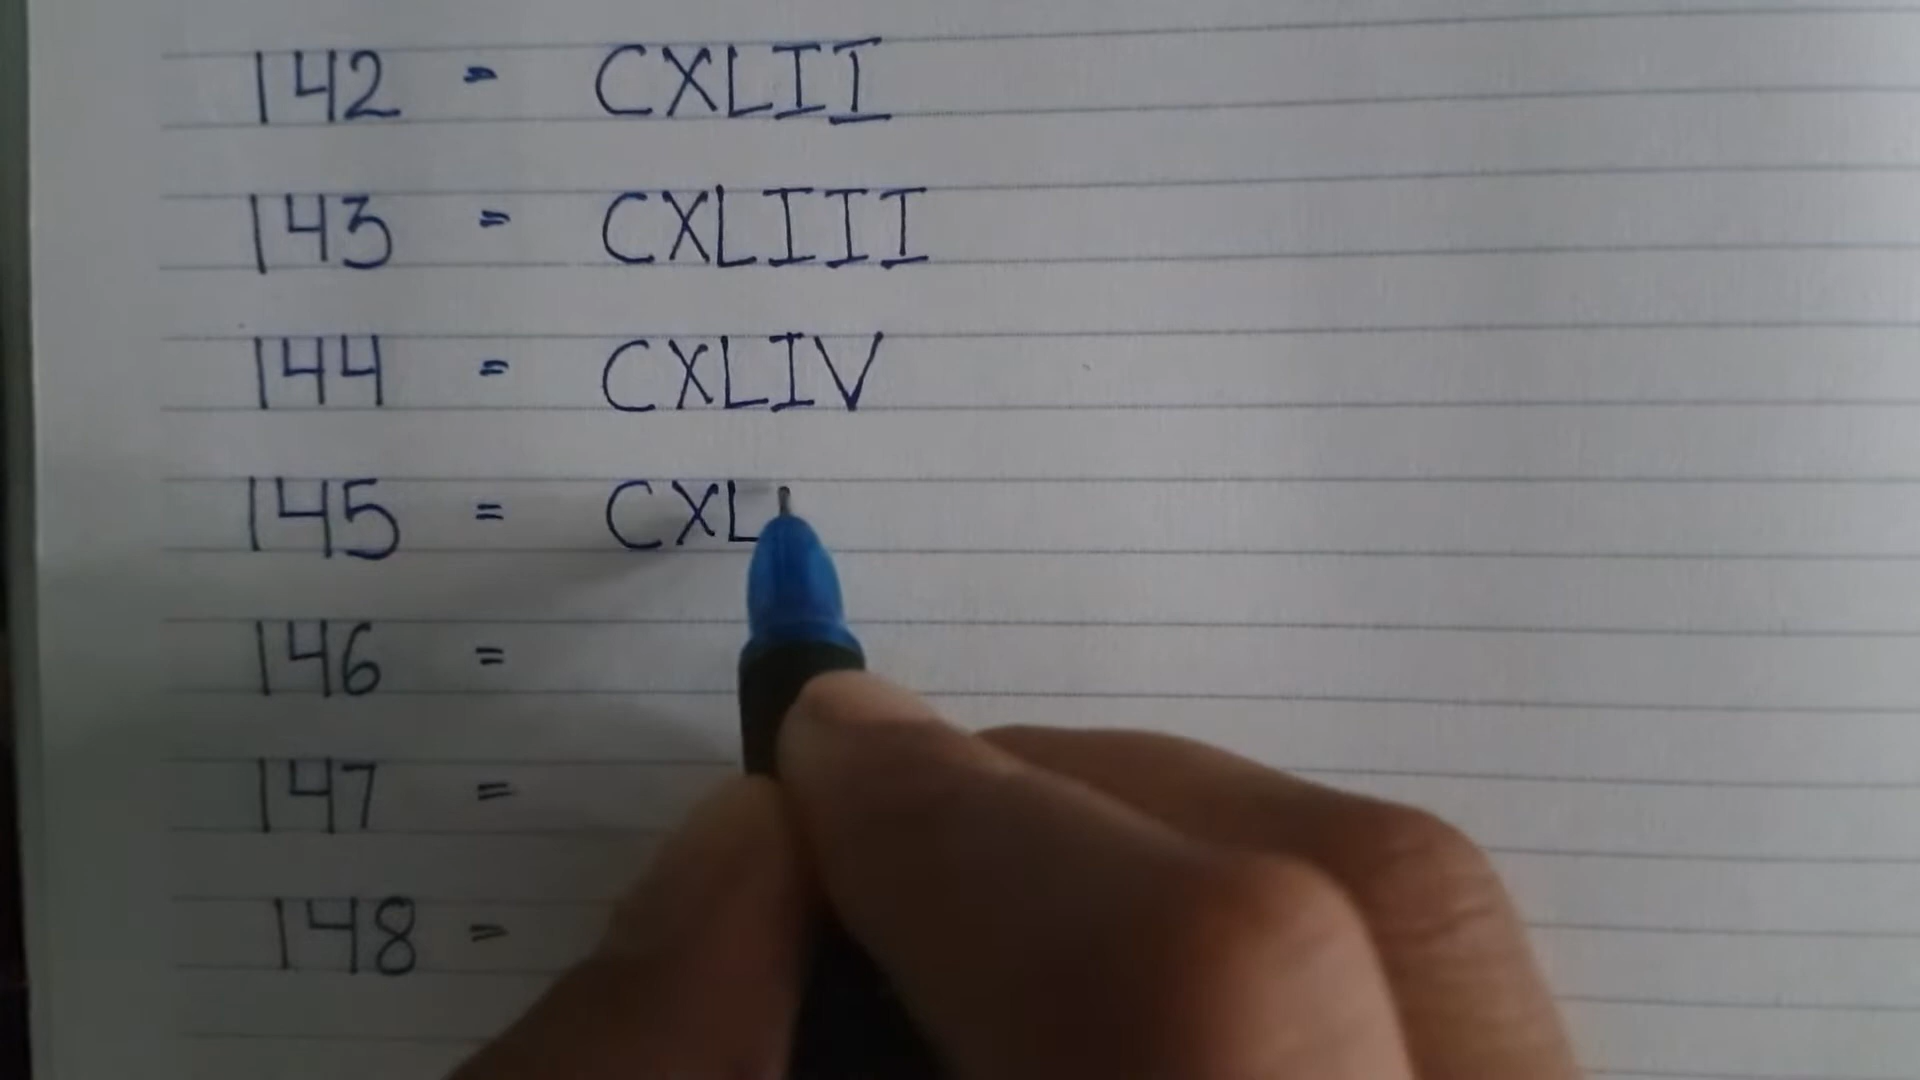 142 = CXLII
143 = CXLIII
144 = CXLIV
145 = CXL
146 =
147 =
148 =